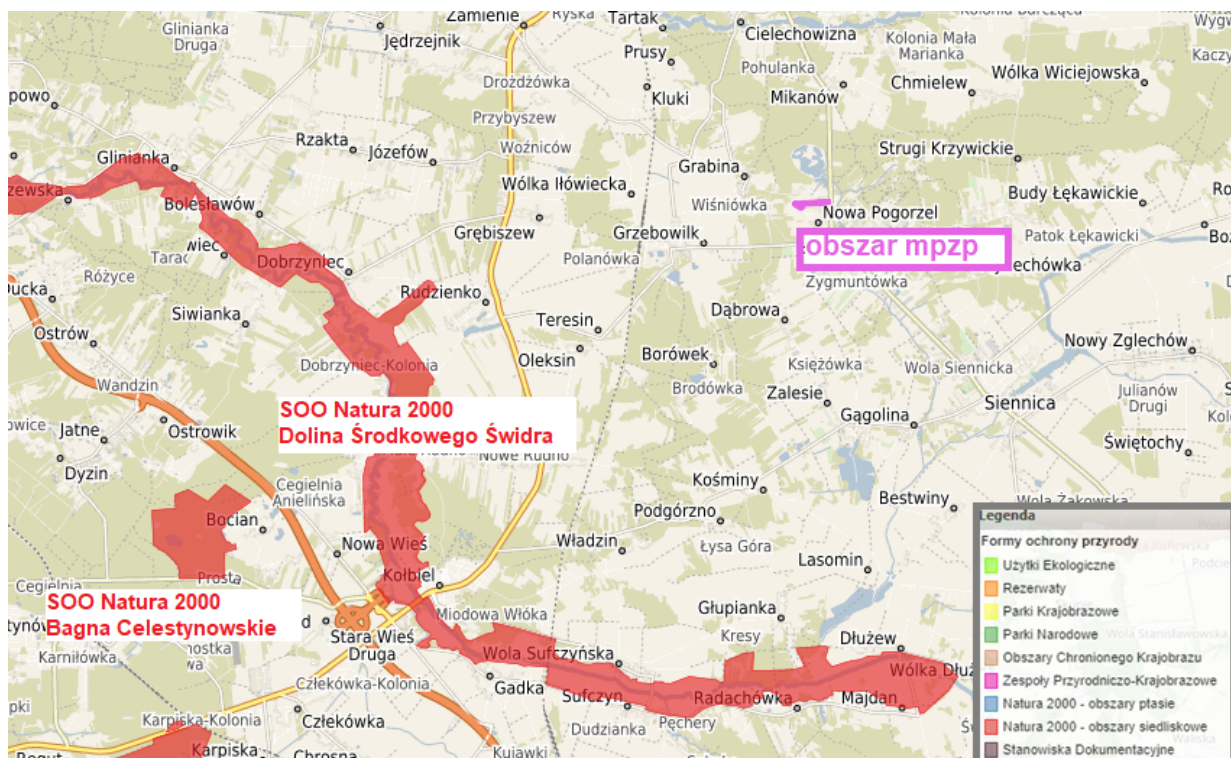 Zamienie
Ryska
Tartak
Cielechowizna
Glinianka
Druga
Jędrzejnik
Prusy
Pohulanka
Kolonia Mała
Marianka
Drożdżówka
Kluki
Mikanów
Chmielew
Wólka Wiciejowska
Przybyszew
Rzakta
Józefów
Woźniców
Glinianka
Grabina
Strugi Krzywickie
Wólka Iłówiecka
Wiśniówka
Budy Łękawickie
Bolesławów
Nowa Pogorzel
Grębiszew
Grzebowilk
obszar mpzp
Patok Łękawicki
Polanówka
Dobrzyniec
Różyce
Zygmuntówka
Rudzienko
Siwianka
Dąbrowa
Ostrów
Teresin
Nowy Zglechów
Dobrzyniec-Kolonia
Oleksin
Borówek
Księżówka
Wola Siennicka
Wandzin
Brodówka
Zalesie
Julianów
Drugi
Siennica
SOO Natura 2000
Dolina Środkowego Świdra
Gągolina
Jatne
Ostrowik
Nowe Rudno
Świętochy
Dyzin
Cegielnia
Anielińska
Kośminy
Bestwiny
Wola Żakowska
Bocian
Podgórzno
Łysa Góra
Nowa Wieś
Władzin
Lasomin
Prosta
Cegielnia
Kołbiel
SOO Natura 2000
Bagna Celestynowskie
Miodowa Włóka
Głupianka
Kresy
Stara Wieś
Druga
Dłużew
Karniłówka
Wola Sufczyńska
Człekówka-Kolonia
Gadka
Sufczyn
Radachówka
Majdan
Karpiska-Kolonia
Człekówka
Dudzianka
Pęchery
Karpiska
Chrosna
Kujawki
Legenda
Formy ochrony przyrody
Użytki Ekologiczne
Rezerwaty
Parki Krajobrazowe
Parki Narodowe
Obszary Chronionego Krajobrazu
Zespoły Przyrodniczo-Krajobrazowe
Natura 2000 - obszary ptasie
Natura 2000 - obszary siedliskowe
Stanowiska Dokumentacyjne